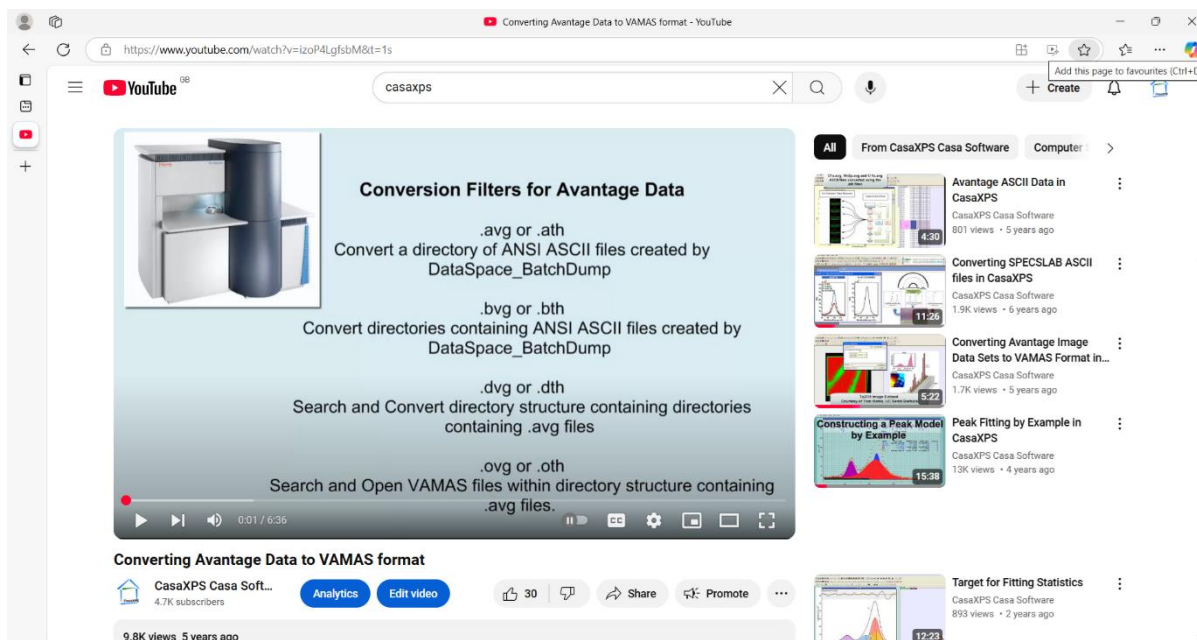 Converting Avantage Data to VAMAS format - YouTube
https://www.youtube.com/watch?v=izoP4LgfsbM&t=1s
Add this page to favourites (Ctrl+D
YouTube GB
casaxps
Create
Conversion Filters for Avantage Data
.avg or .ath
Convert a directory of ANSI ASCII files created by
DataSpace_BatchDump
.bvg or .bth
Convert directories containing ANSI ASCII files created by
DataSpace_BatchDump
.dvg or .dth
Search and Convert directory structure containing directories
containing .avg files
.ovg or .oth
Search and Open VAMAS files within directory structure containing
.avg files.
0:01 / 6:36
CC
Converting Avantage Data to VAMAS format
CasaXPS Casa Soft...
4.7K subscribers
Analytics
Edit video
30
Share
Promote
9.8K views 5 years ago
All
From CasaXPS Casa Software
Computer
4:30
Avantage ASCII Data in
CasaXPS
CasaXPS Casa Software
801 views • 5 years ago
11:26
Converting SPECSLAB ASCII
files in CasaXPS
CasaXPS Casa Software
1.9K views • 6 years ago
5:22
Converting Avantage Image
Data Sets to VAMAS Format in...
CasaXPS Casa Software
1.7K views • 5 years ago
Constructing a Peak Model
by Example
15:38
Peak Fitting by Example in
CasaXPS
CasaXPS Casa Software
13K views • 4 years ago
12:23
Target for Fitting Statistics
CasaXPS Casa Software
893 views • 2 years ago